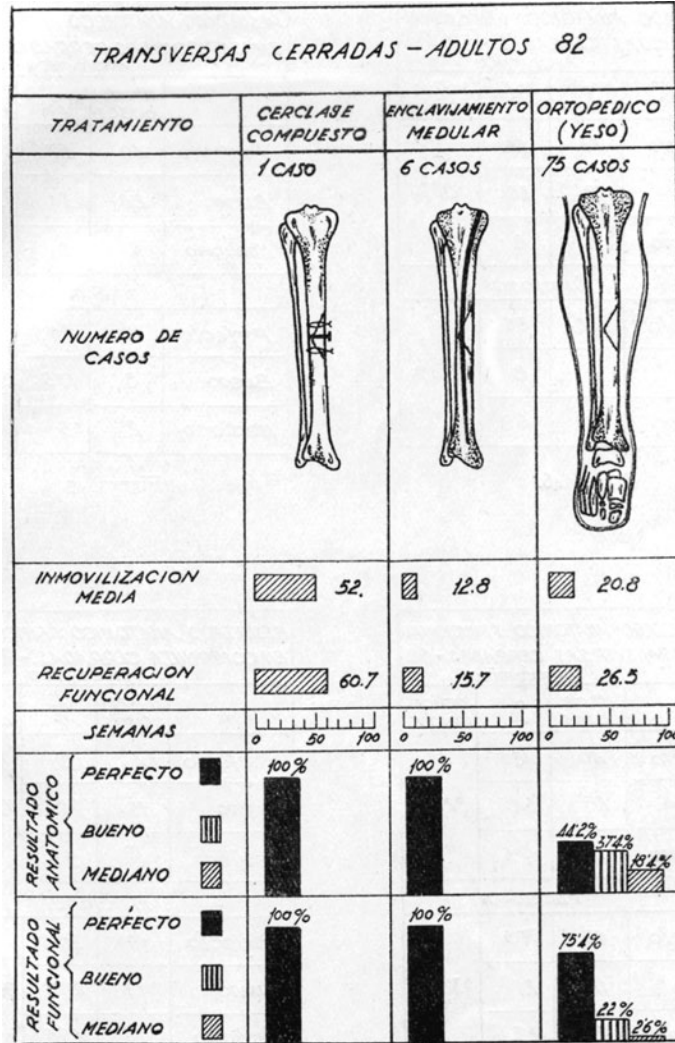 TRANSVERSAS CERRADAS - ADULTOS 82
TRATAMIENTO
CERCLAGE
COMPUESTO
ENCLAVIJAMIENTO
MEDULAR
ORTOPEDICO
(YESO)
NUMERO DE
CASOS
1 CASO
6 CASOS
75 CASOS
INMOVILIZACION
MEDIA
52.
12.8
20.8
RECUPERACION
FUNCIONAL
60.7
15.7
26.5
SEMANAS
0 50 100
0 50 100
0 50 100
RESULTADO
ANATOMICO
PERFECTO
BUENO
MEDIANO
100%
100%
44'2%
37'4%
18'4%
RESULTADO
FUNCIONAL
PERFECTO
BUENO
MEDIANO
100%
100%
75'4%
22%
2'6%